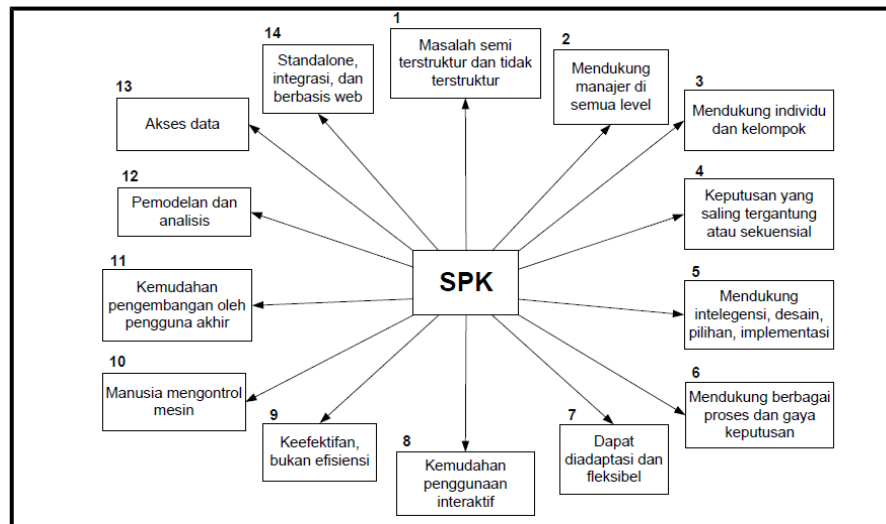 1
Masalah semi
terstruktur dan tidak
terstruktur
2
Mendukung
manajer di
semua level
3
Mendukung individu
dan kelompok
4
Keputusan yang
saling tergantung
atau sekuensial
5
Mendukung
intelegensi, desain,
pilihan, implementasi
6
Mendukung berbagai
proses dan gaya
keputusan
7
Dapat
diadaptasi dan
fleksibel
8
Kemudahan
penggunaan
interaktif
9
Keefektifan,
bukan efisiensi
10
Manusia mengontrol
mesin
11
Kemudahan
pengembangan oleh
pengguna akhir
12
Pemodelan dan
analisis
13
Akses data
14
Standalone,
integrasi, dan
berbasis web
SPK